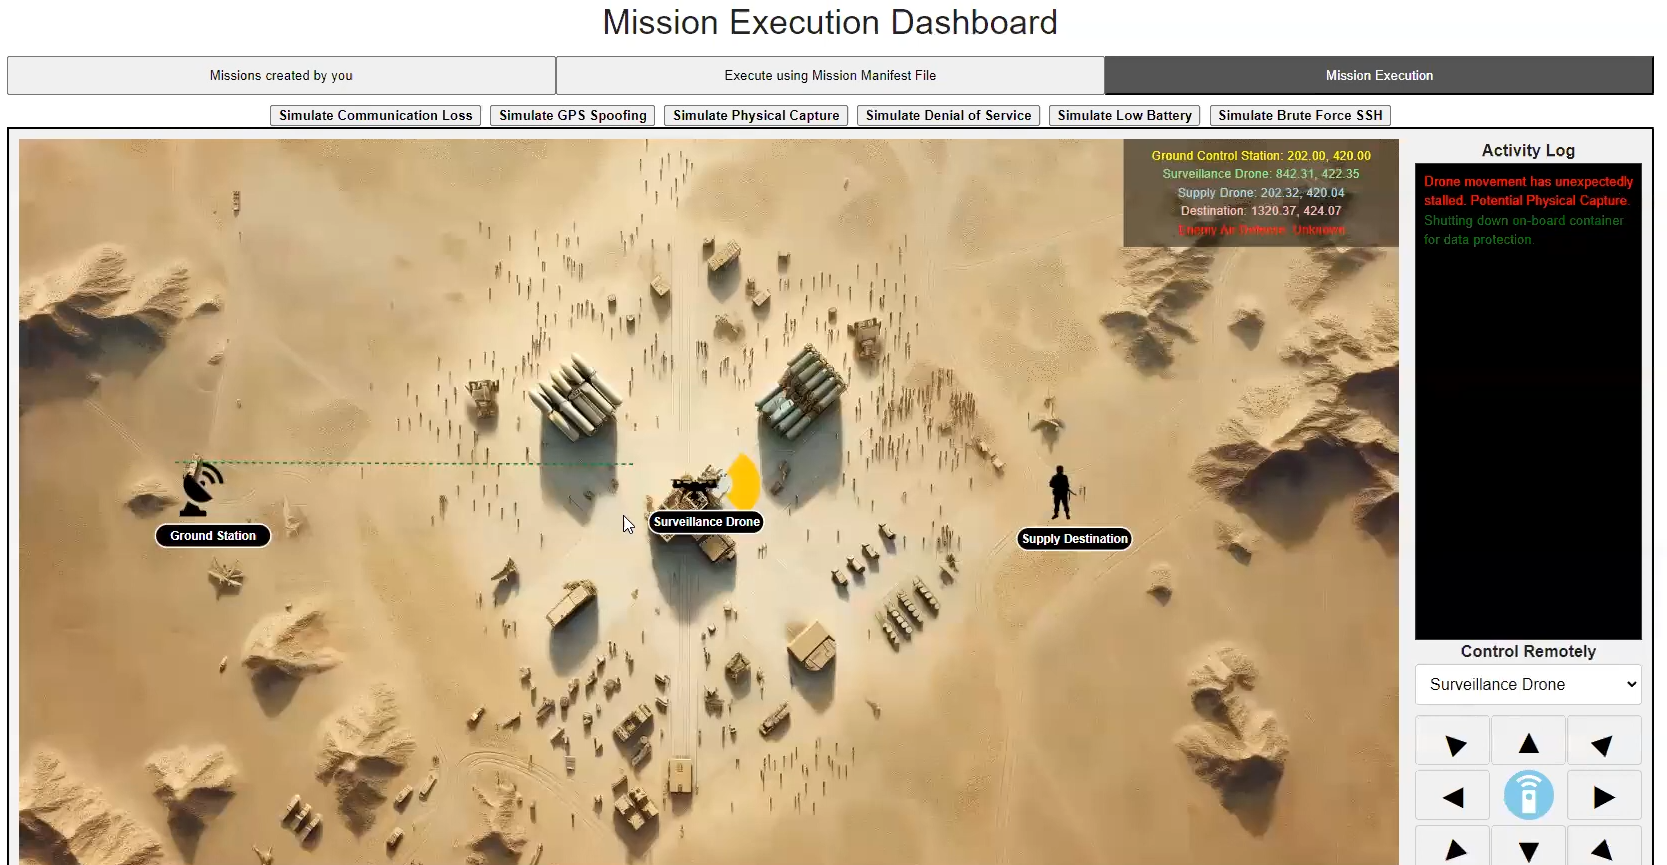 Mission Execution Dashboard
Missions created by you
Execute using Mission Manifest File
Mission Execution
Simulate Communication Loss
Simulate GPS Spoofing
Simulate Physical Capture
Simulate Denial of Service
Simulate Low Battery
Simulate Brute Force SSH
Ground Control Station: 202.00, 420.00
Surveillance Drone: 842.31, 422.35
Supply Drone: 202.32, 420.04
Destination: 1320.37, 424.07
Enemy Air Defense: Unknown
Ground Station
Surveillance Drone
Supply Destination
Activity Log
Drone movement has unexpectedly
stalled. Potential Physical Capture.
Shutting down on-board container
for data protection.
Control Remotely
Surveillance Drone